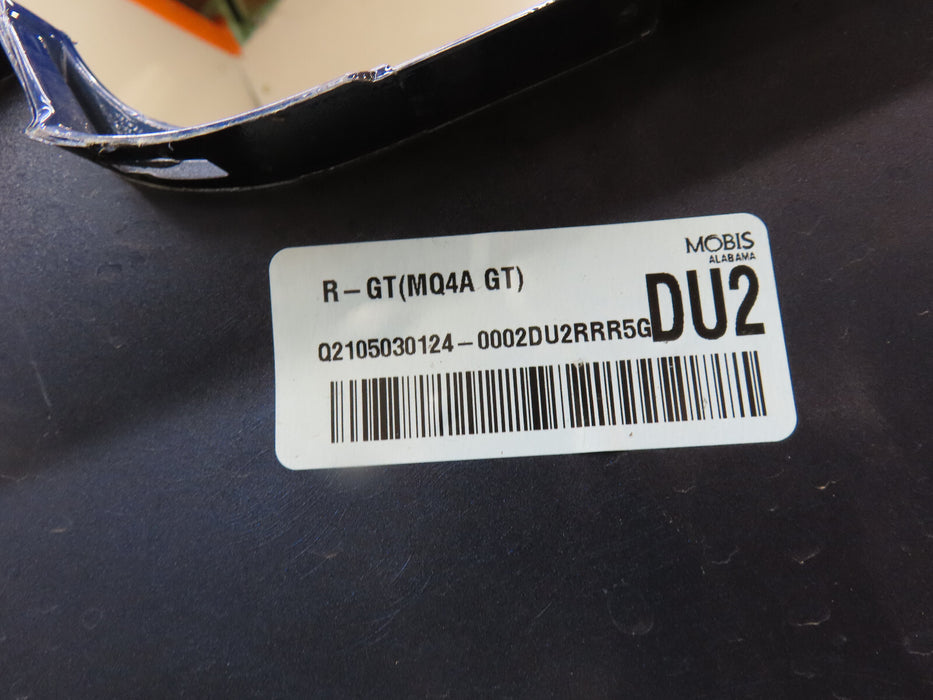 MOBIS
ALABAMA
R-GT(MQ4A GT)
DU2
Q2105030124-0002DU2RRR5G